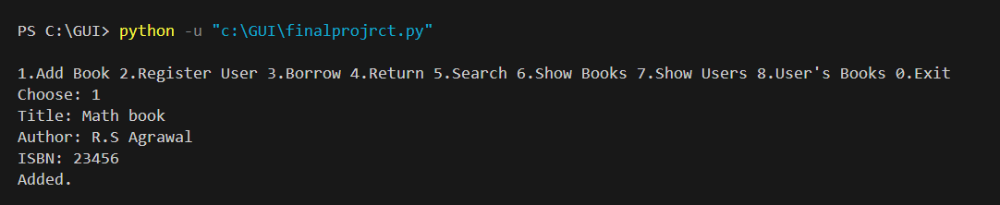 PS C:\GUI> python -u "c:\GUI\finalprojrct.py"
1.Add Book 2.Register User 3.Borrow 4.Return 5.Search 6.Show Books 7.Show Users 8.User's Books 0.Exit
Choose: 1
Title: Math book
Author: R.S Agrawal
ISBN: 23456
Added.